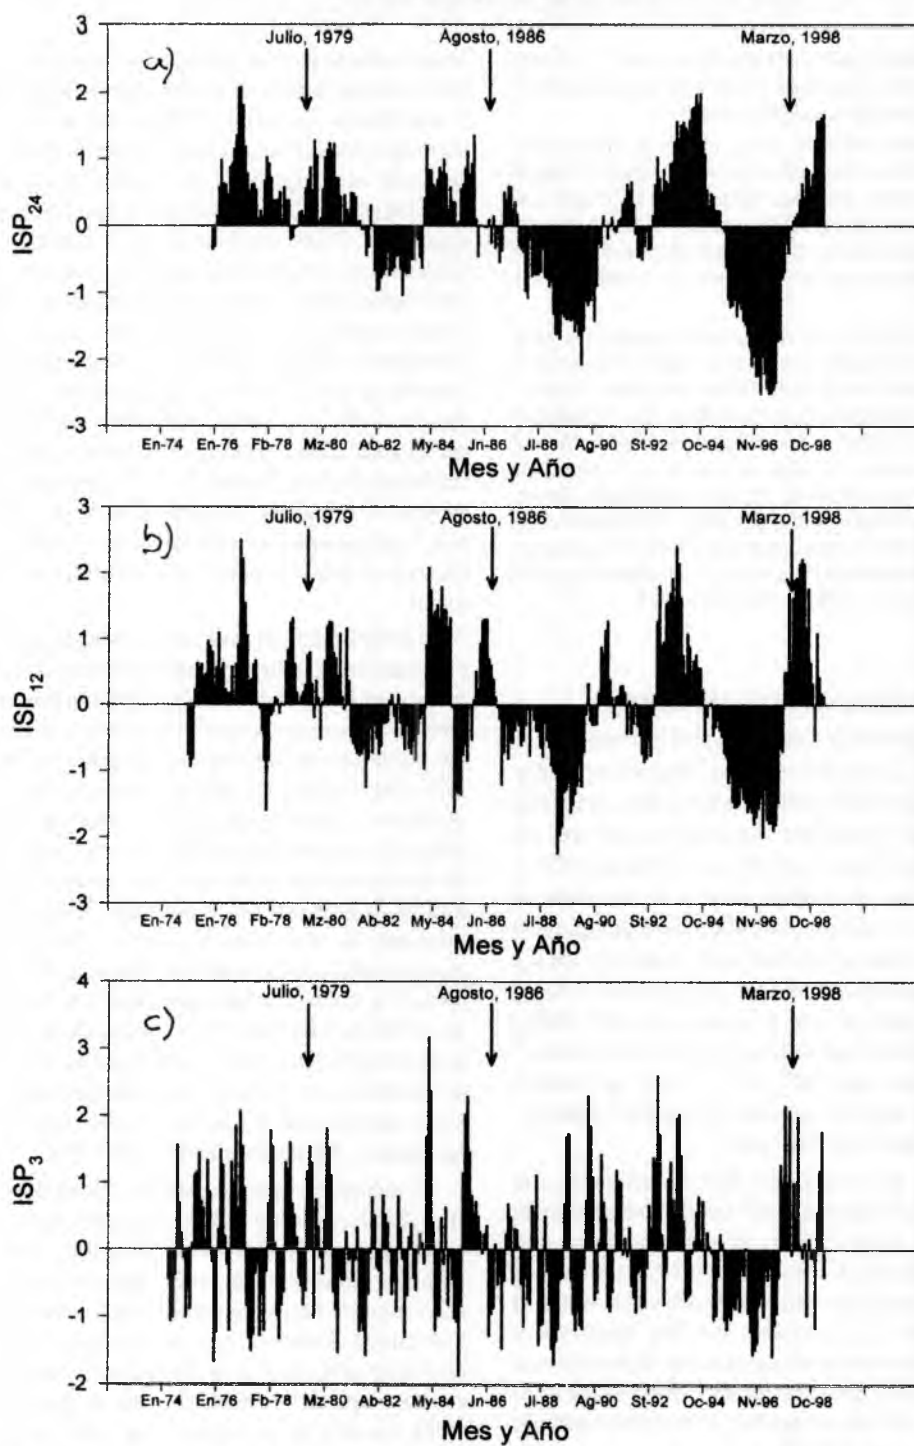 3
Julio, 1979 Agosto, 1986 Marzo, 1998
a)
2
1
ISP24
0
-1
-2
-3
En-74 En-76 Fb-78 Mz-80 Ab-82 My-84 Jn-86 Jl-88 Ag-90 St-92 Oc-94 Nv-96 Dc-98
Mes y Año
3
Julio, 1979 Agosto, 1986 Marzo, 1998
b)
2
1
ISP12
0
-1
-2
-3
En-74 En-76 Fb-78 Mz-80 Ab-82 My-84 Jn-86 Jl-88 Ag-90 St-92 Oc-94 Nv-96 Dc-98
Mes y Año
4
Julio, 1979 Agosto, 1986 Marzo, 1998
c)
3
2
1
ISP3
0
-1
-2
En-74 En-76 Fb-78 Mz-80 Ab-82 My-84 Jn-86 Jl-88 Ag-90 St-92 Oc-94 Nv-96 Dc-98
Mes y Año